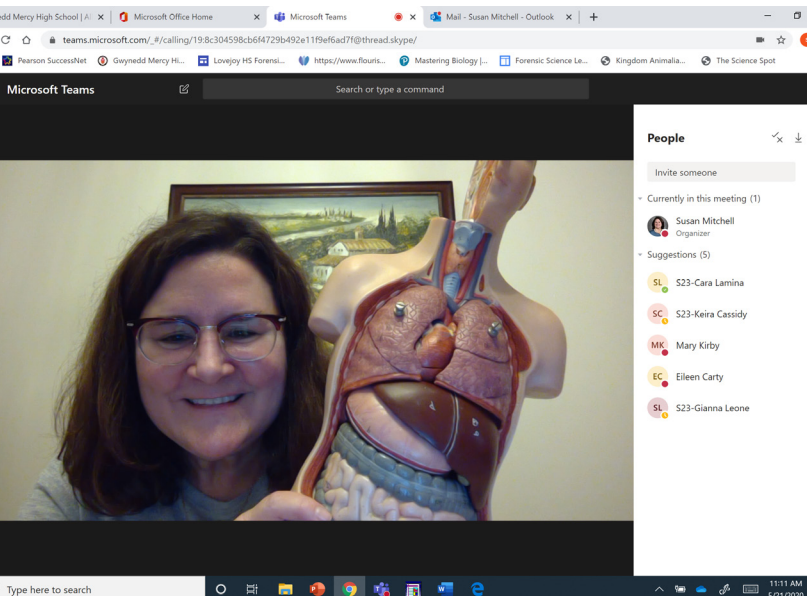 edd Mercy High School | A
Microsoft Office Home
Microsoft Teams
Mail - Susan Mitchell - Outlook
teams.microsoft.com/_#/calling/19:8c304598cb6f4729b492e11f9ef6ad7f@thread.skype/
Pearson SuccessNet
Gwynedd Mercy Hi...
Lovejoy HS Forensi...
https://www.flouris...
Mastering Biology |...
Forensic Science Le...
Kingdom Animalia...
The Science Spot
Microsoft Teams
Search or type a command
People
Invite someone
Currently in this meeting (1)
Susan Mitchell
Organizer
Suggestions (5)
SL S23-Cara Lamina
SC S23-Keira Cassidy
MK Mary Kirby
EC Eileen Carty
SL S23-Gianna Leone
Type here to search
11:11 AM
5/21/2020